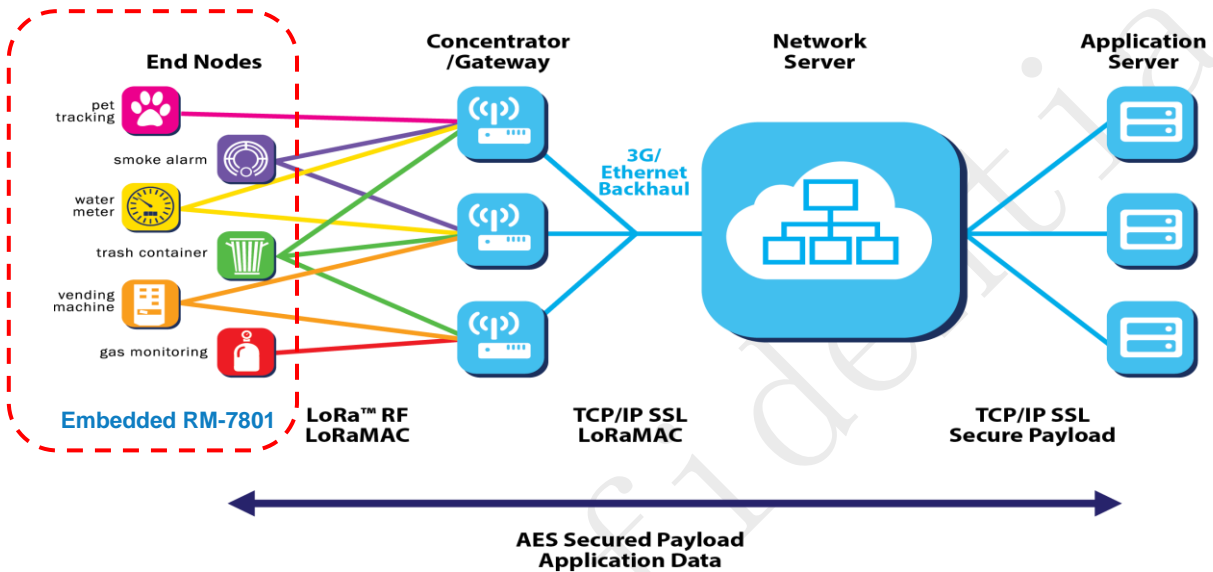 End Nodes
Concentrator
/Gateway
Network
Server
Application
Server
pet
tracking
smoke alarm
water
meter
trash container
vending
machine
gas monitoring
3G/
Ethernet
Backhaul
Embedded RM-7801
LoRa™ RF
LoRaMAC
TCP/IP SSL
LoRaMAC
TCP/IP SSL
Secure Payload
AES Secured Payload
Application Data
fidentia